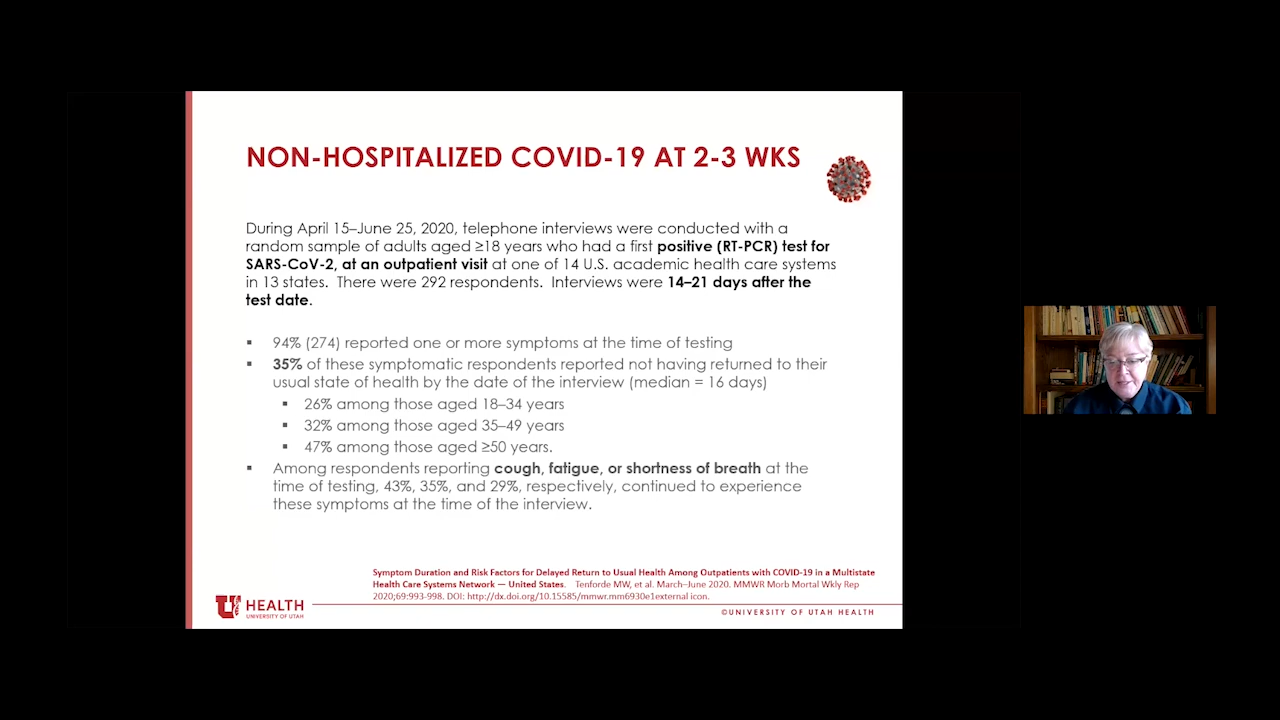 NON-HOSPITALIZED COVID-19 AT 2-3 WKS
During April 15–June 25, 2020, telephone interviews were conducted with a
random sample of adults aged ≥18 years who had a first positive (RT-PCR) test for
SARS-CoV-2, at an outpatient visit at one of 14 U.S. academic health care systems
in 13 states. There were 292 respondents. Interviews were 14–21 days after the
test date.
▪ 94% (274) reported one or more symptoms at the time of testing
▪ 35% of these symptomatic respondents reported not having returned to their
usual state of health by the date of the interview (median = 16 days)
▪ 26% among those aged 18–34 years
▪ 32% among those aged 35–49 years
▪ 47% among those aged ≥50 years.
▪ Among respondents reporting cough, fatigue, or shortness of breath at the
time of testing, 43%, 35%, and 29%, respectively, continued to experience
these symptoms at the time of the interview.
Symptom Duration and Risk Factors for Delayed Return to Usual Health Among Outpatients with COVID-19 in a Multistate
Health Care Systems Network — United States. Tenforde MW, et al. March–June 2020. MMWR Morb Mortal Wkly Rep
2020;69:993-998. DOI: http://dx.doi.org/10.15585/mmwr.mm6930e1external icon.
U HEALTH
UNIVERSITY OF UTAH
©UNIVERSITY OF UTAH HEALTH